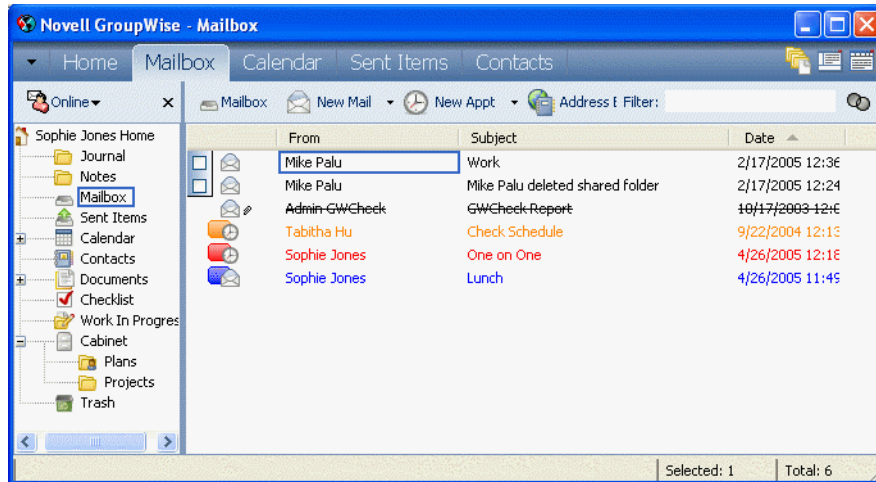 Novell GroupWise - Mailbox
Home Mailbox Calendar Sent Items Contacts
Online Mailbox New Mail New Appt Address E Filter:
Sophie Jones Home
Journal
Notes
Mailbox
Sent Items
Calendar
Contacts
Documents
Checklist
Work In Progres
Cabinet
Plans
Projects
Trash
From Subject Date
Mike Palu Work 2/17/2005 12:36
Mike Palu Mike Palu deleted shared folder 2/17/2005 12:24
Admin GWCheck GWCheck Report 10/17/2003 12:0
Tabitha Hu Check Schedule 9/22/2004 12:13
Sophie Jones One on One 4/26/2005 12:18
Sophie Jones Lunch 4/26/2005 11:49
Selected: 1 Total: 6